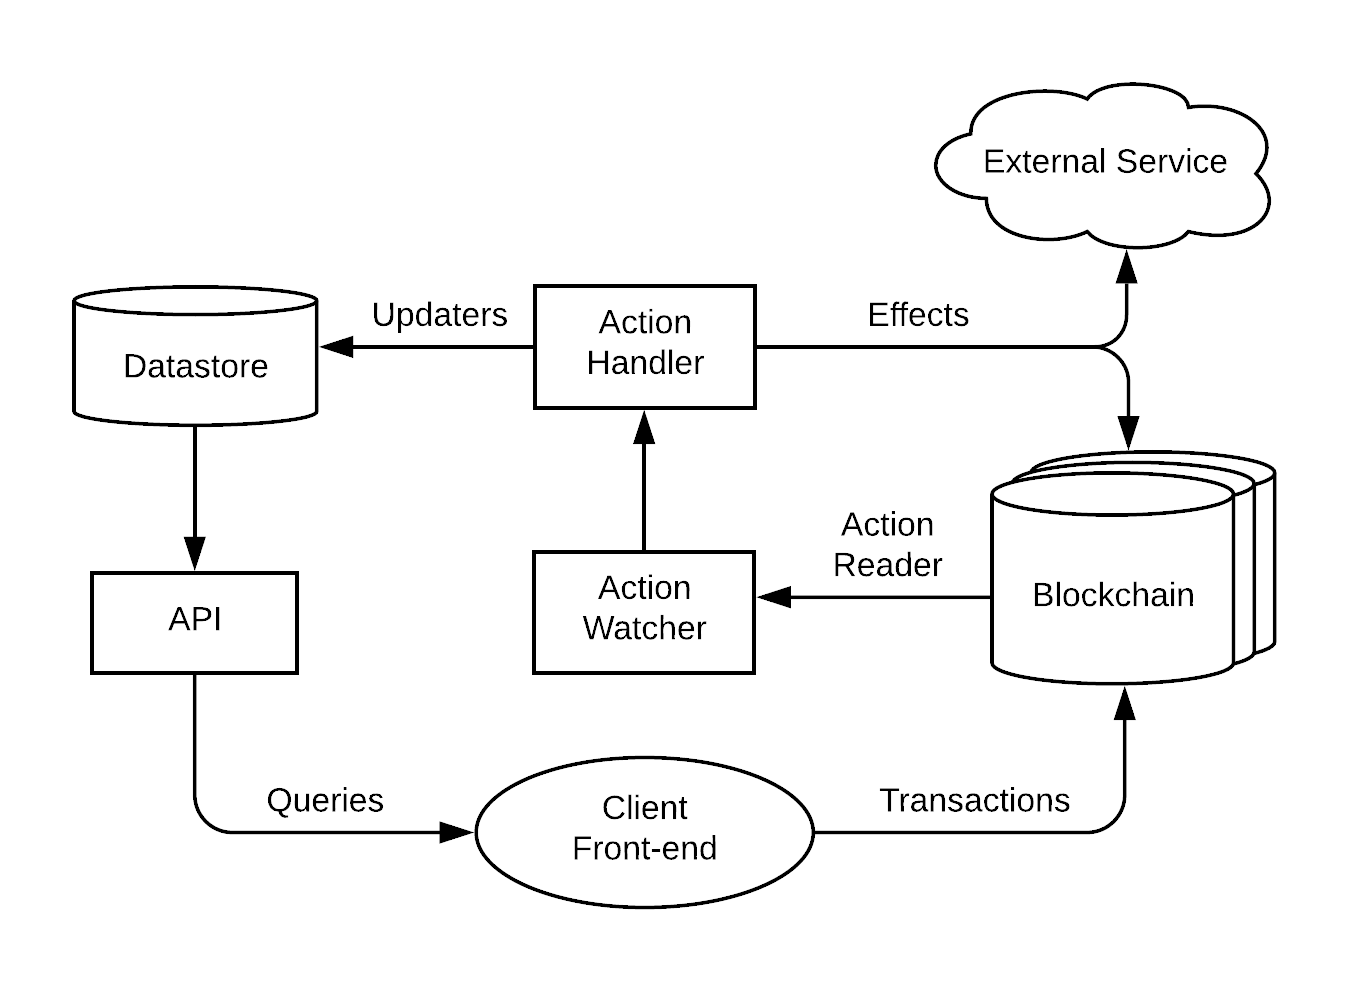 External Service
Updaters
Action
Handler
Effects
Datastore
Action
Reader
Action
Watcher
Blockchain
API
Queries
Client
Front-end
Transactions